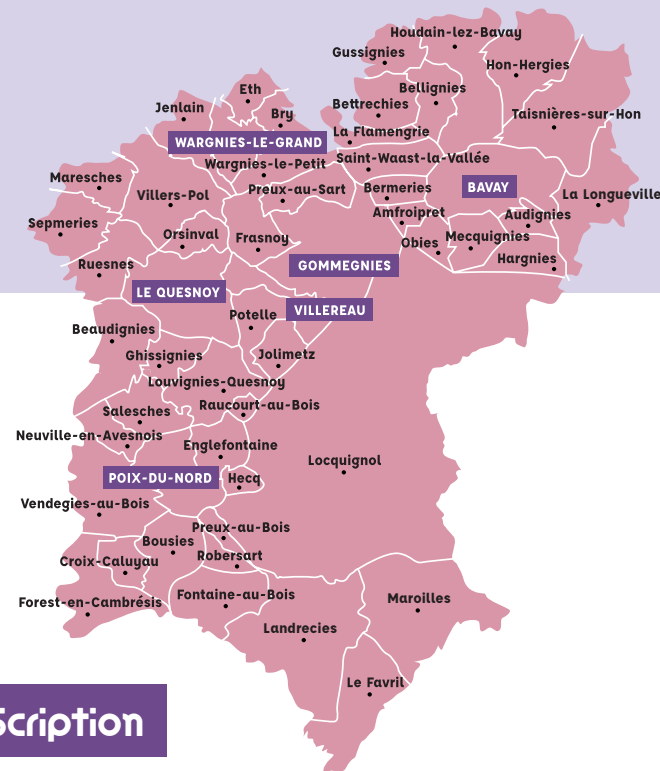 Houdain-lez-Bavay
Gussignies
Hon-Hergies
Eth
Bellignies
Jenlain
Bettrechies
Bry
Taisnières-sur-Hon
La Flamengrie
WARGNIES-LE-GRAND
Wargnies-le-Petit
Saint-Waast-la-Vallée
Maresches
Villers-Pol
Preux-au-Sart
Bermeries
BAVAY
La Longueville
Amfroipret
Audignies
Sepmeries
Orsinval
Frasnoy
Obies
Mecquignies
Ruesnes
GOMMEGNIES
Hargnies
LE QUESNOY
Potelle
VILLEREAU
Beaudignies
Ghissignies
Jolimetz
Louvignies-Quesnoy
Salesches
Raucourt-au-Bois
Neuville-en-Avesnois
Englefontaine
Locquignol
POIX-DU-NORD
Hecq
Vendegies-au-Bois
Preux-au-Bois
Bousies
Robersart
Croix-Caluyau
Forest-en-Cambrésis
Fontaine-au-Bois
Maroilles
Landrecies
Le Favril
Scription